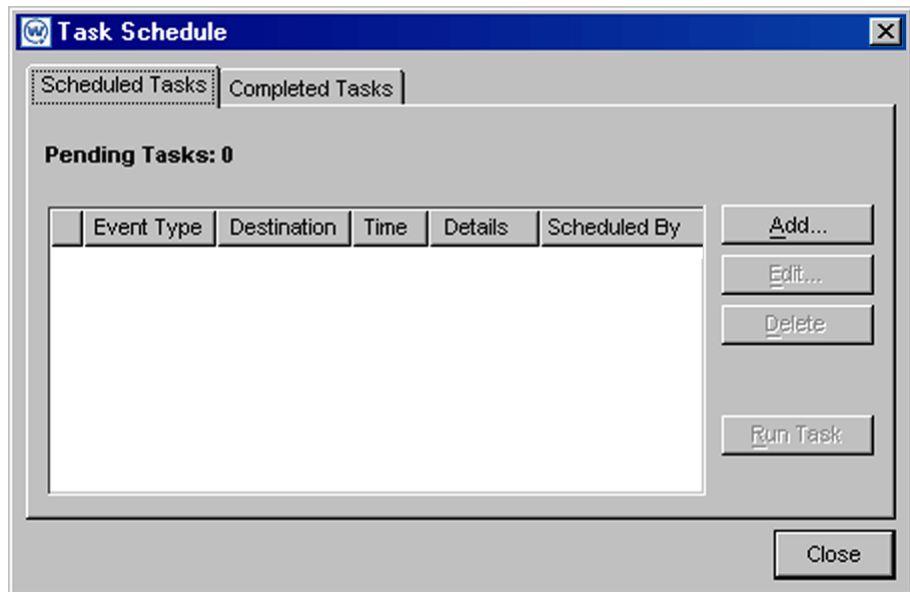 Task Schedule
Scheduled Tasks Completed Tasks
Pending Tasks: 0
Event Type Destination Time Details Scheduled By
Add...
Edit...
Delete
Run Task
Close